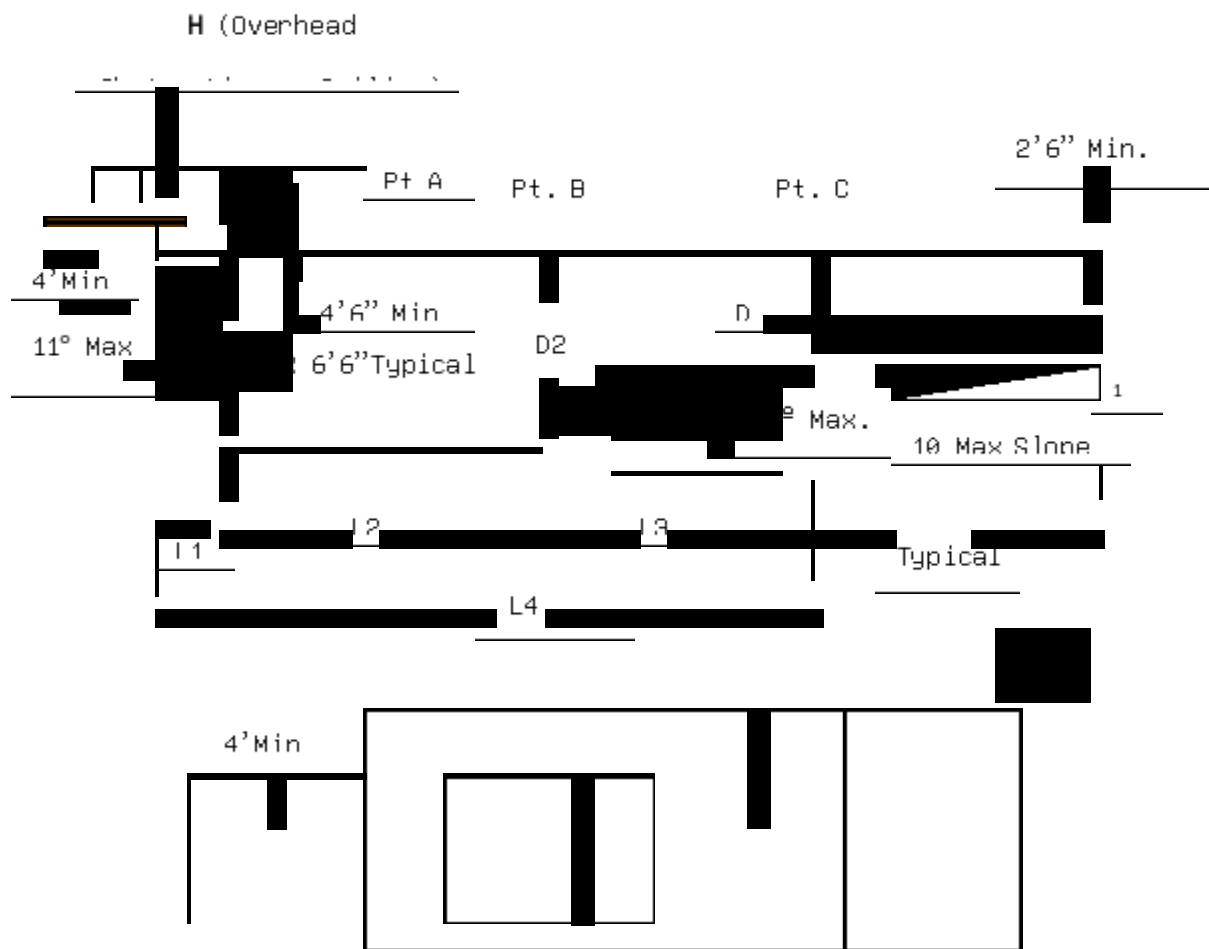 H (Overhead
2'6” Min.
Pt A
Pt. B
Pt. C
4'Min
4'6” Min
D
11° Max
D2
6'6”Typical
1
º Max.
10 Max Slope
L2
L3
L1
Typical
L4
4'Min